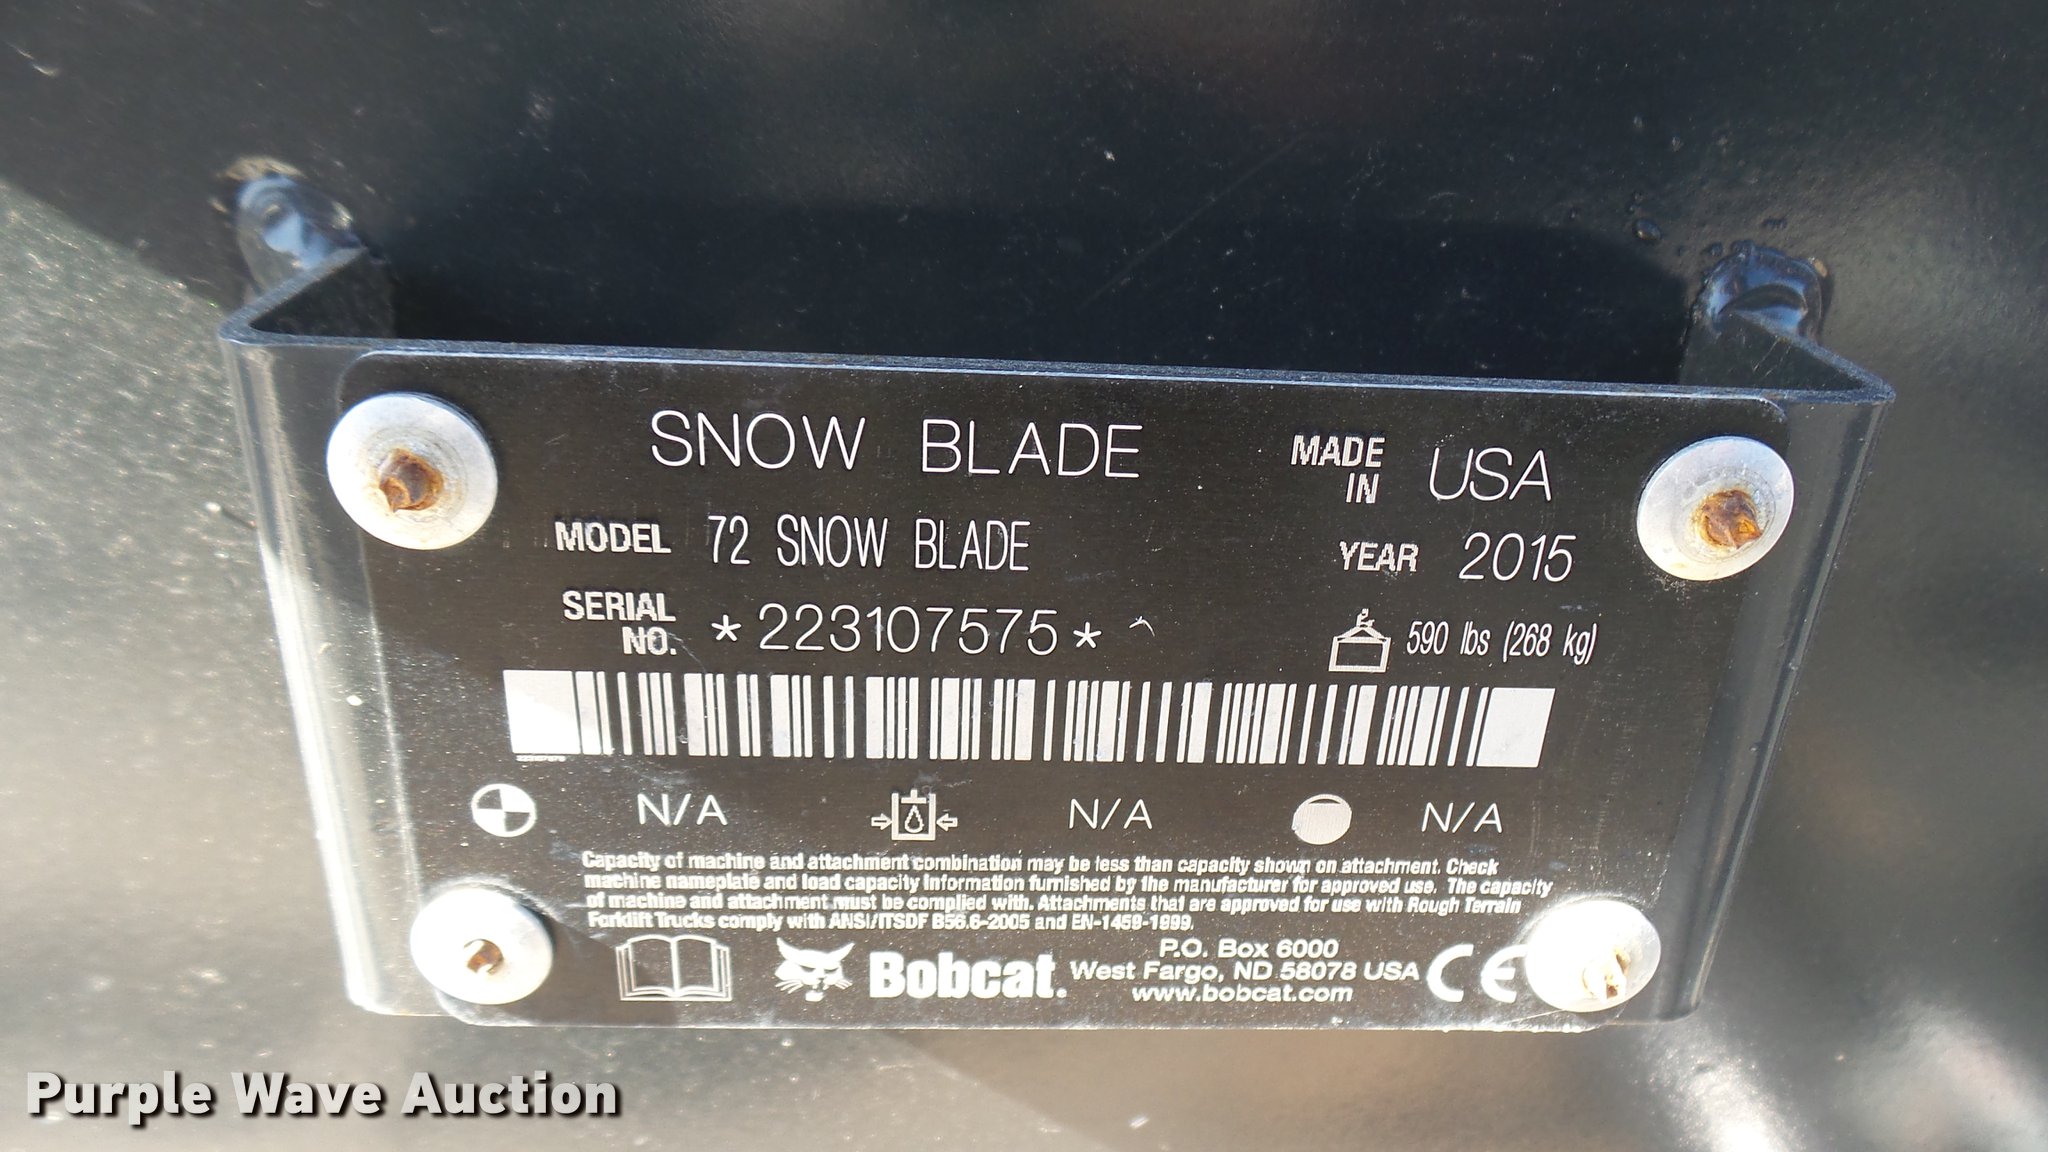 SNOW BLADE
MADE IN USA
MODEL 72 SNOW BLADE
YEAR 2015
SERIAL NO. *223107575*
590 lbs (268 kg)
N/A N/A N/A
Capacity of machine and attachment combination may be less than capacity shown on attachment. Check
machine nameplate and load capacity information furnished by the manufacturer for approved use. The capacity
of machine and attachment must be complied with. Attachments that are approved for use with Rough Terrain
Forklift Trucks comply with ANSI/ITSDF B56.6-2005 and EN-1459-1999.
Bobcat.
P.O. Box 6000
West Fargo, ND 58078 USA
www.bobcat.com
CE
Purple Wave Auction